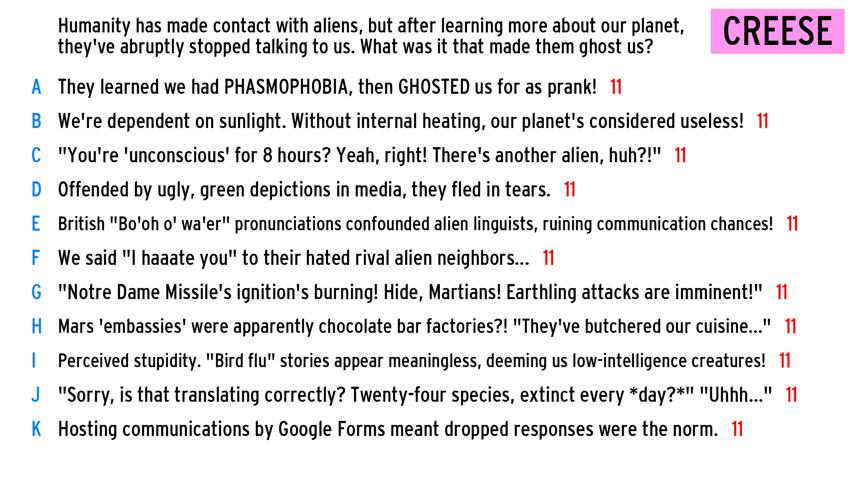 Humanity has made contact with aliens, but after learning more about our planet,
they've abruptly stopped talking to us. What was it that made them ghost us?
CREESE
A They learned we had PHASMOPHOBIA, then GHOSTED us for as prank! 11
B We're dependent on sunlight. Without internal heating, our planet's considered useless! 11
C "You're 'unconscious' for 8 hours? Yeah, right! There's another alien, huh?!" 11
D Offended by ugly, green depictions in media, they fled in tears. 11
E British "Bo'oh o' wa'er" pronunciations confounded alien linguists, ruining communication chances! 11
F We said "I haaate you" to their hated rival alien neighbors... 11
G "Notre Dame Missile's ignition's burning! Hide, Martians! Earthling attacks are imminent!" 11
H Mars 'embassies' were apparently chocolate bar factories?! "They've butchered our cuisine..." 11
I Perceived stupidity. "Bird flu" stories appear meaningless, deeming us low-intelligence creatures! 11
J "Sorry, is that translating correctly? Twenty-four species, extinct every *day?*" "Uhhh..." 11
K Hosting communications by Google Forms meant dropped responses were the norm. 11